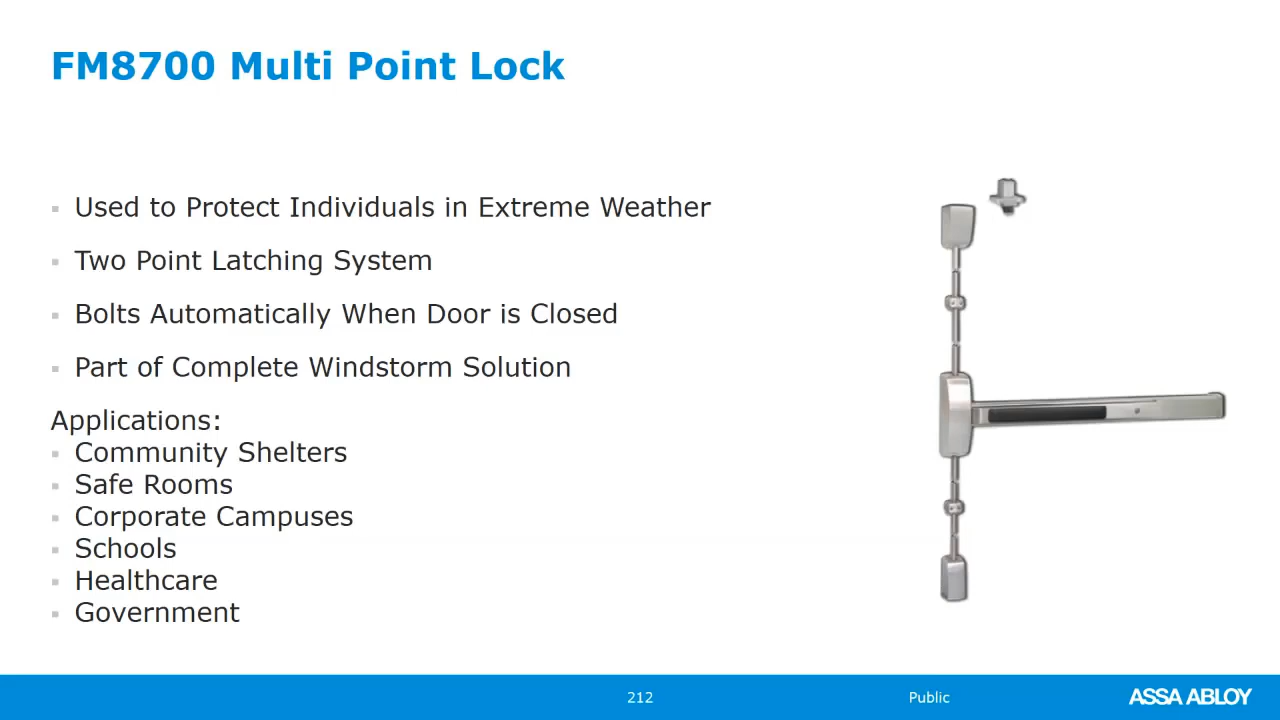 FM8700 Multi Point Lock
Used to Protect Individuals in Extreme Weather
Two Point Latching System
Bolts Automatically When Door is Closed
Part of Complete Windstorm Solution
Applications:
Community Shelters
Safe Rooms
Corporate Campuses
Schools
Healthcare
Government
212
Public
ASSA ABLOY